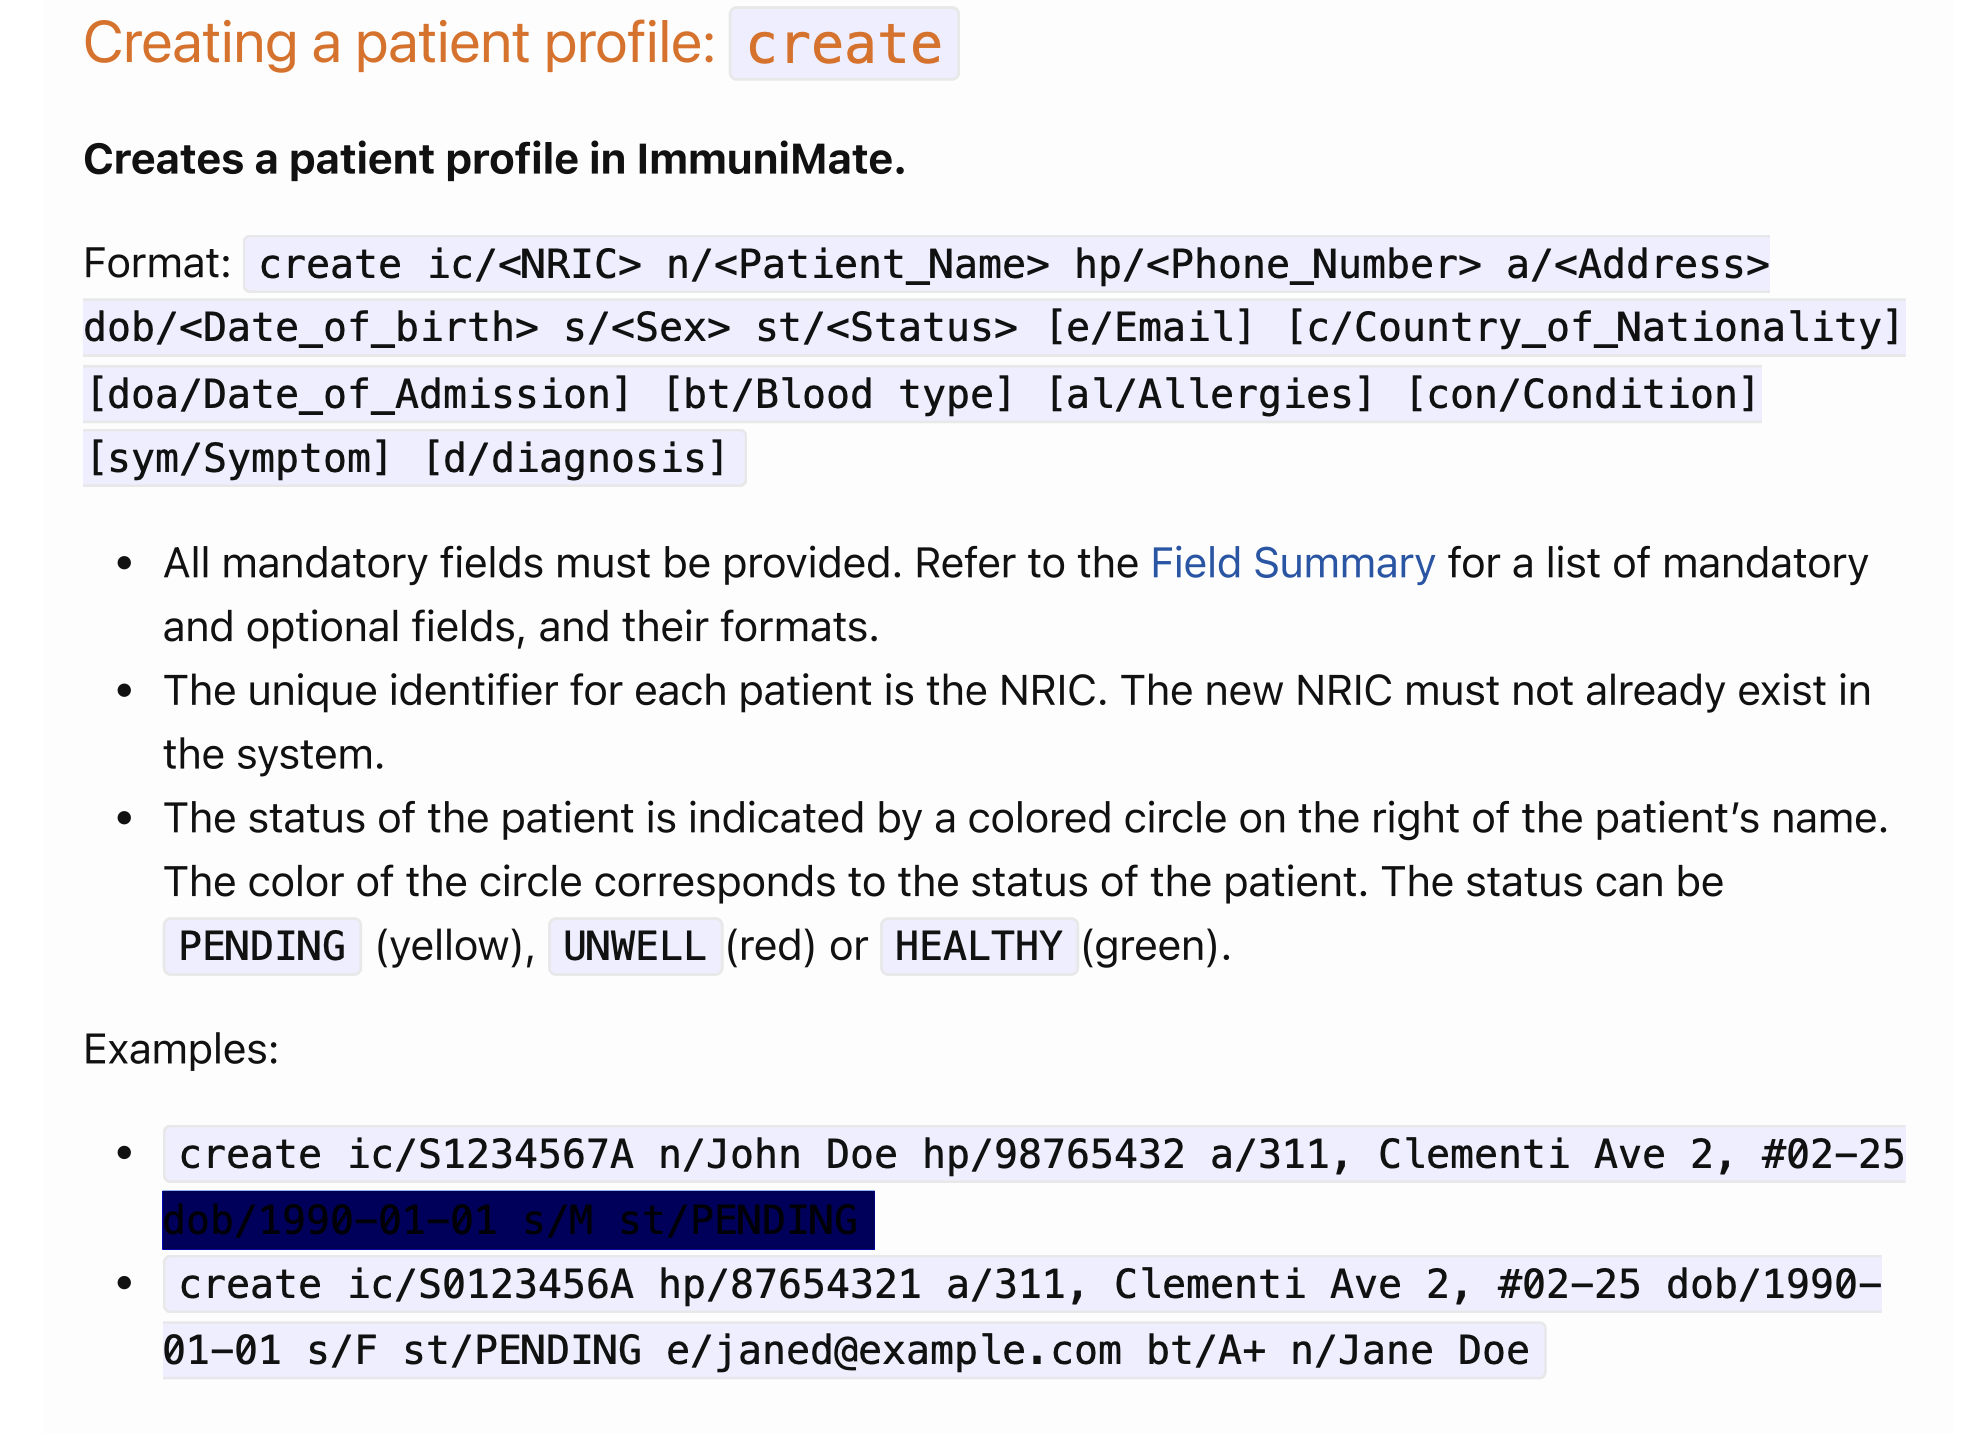 Creating a patient profile: create
Creates a patient profile in ImmuniMate.
Format: create ic/<NRIC> n/<Patient_Name> hp/<Phone_Number> a/<Address>
dob/<Date_of_birth> s/<Sex> st/<Status> [e/Email] [c/Country_of_Nationality]
[doa/Date_of_Admission] [bt/Blood type] [al/Allergies] [con/Condition]
[sym/Symptom] [d/diagnosis]
• All mandatory fields must be provided. Refer to the Field Summary for a list of mandatory
and optional fields, and their formats.
• The unique identifier for each patient is the NRIC. The new NRIC must not already exist in
the system.
• The status of the patient is indicated by a colored circle on the right of the patient’s name.
The color of the circle corresponds to the status of the patient. The status can be
PENDING (yellow), UNWELL (red) or HEALTHY (green).
Examples:
• create ic/S1234567A n/John Doe hp/98765432 a/311, Clementi Ave 2, #02-25
dob/1990-01-01 s/M st/PENDING
• create ic/S0123456A hp/87654321 a/311, Clementi Ave 2, #02-25 dob/1990-
01-01 s/F st/PENDING e/janed@example.com bt/A+ n/Jane Doe